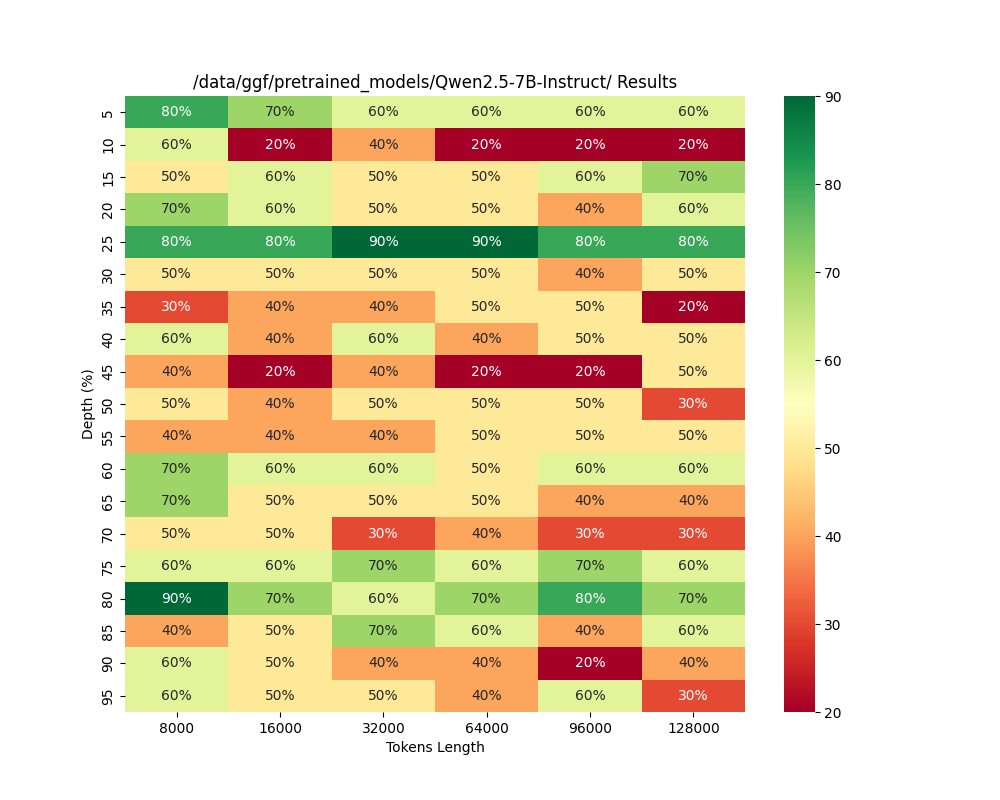 /data/ggf/pretrained_models/Qwen2.5-7B-Instruct/ Results
5 80% 70% 60% 60% 60% 60%
10 60% 20% 40% 20% 20% 20%
15 50% 60% 50% 50% 60% 70%
20 70% 60% 50% 50% 40% 60%
25 80% 80% 90% 90% 80% 80%
30 50% 50% 50% 50% 40% 50%
35 30% 40% 40% 50% 50% 20%
40 60% 40% 60% 40% 50% 50%
45 40% 20% 40% 20% 20% 50%
50 50% 40% 50% 50% 50% 30%
55 40% 40% 40% 50% 50% 50%
60 70% 60% 60% 50% 60% 60%
65 70% 50% 50% 50% 40% 40%
70 50% 50% 30% 40% 30% 30%
75 60% 60% 70% 60% 70% 60%
80 90% 70% 60% 70% 80% 70%
85 40% 50% 70% 60% 40% 60%
90 60% 50% 40% 40% 20% 40%
95 60% 50% 50% 40% 60% 30%
8000 16000 32000 64000 96000 128000
Tokens Length
Depth (%)
90
80
70
60
50
40
30
20